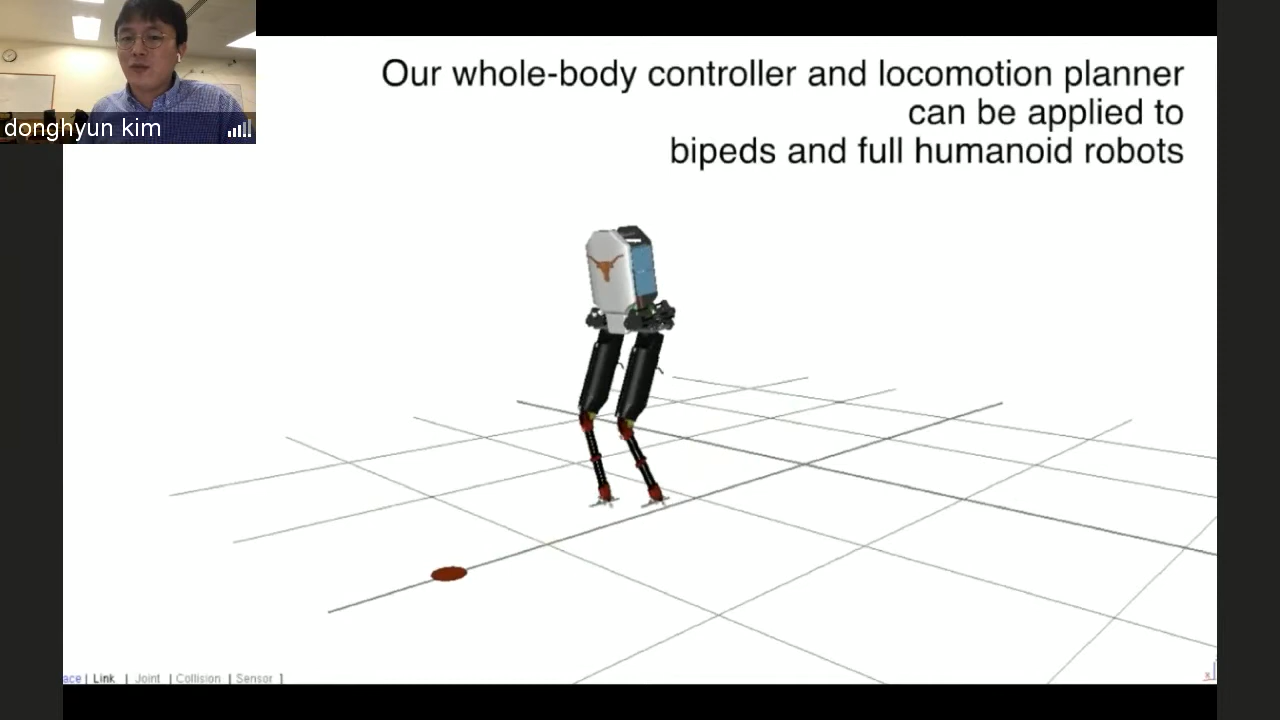 Our whole-body controller and locomotion planner
can be applied to
bipeds and full humanoid robots
donghyun kim
ace | Link | Joint | Collision | Sensor ]